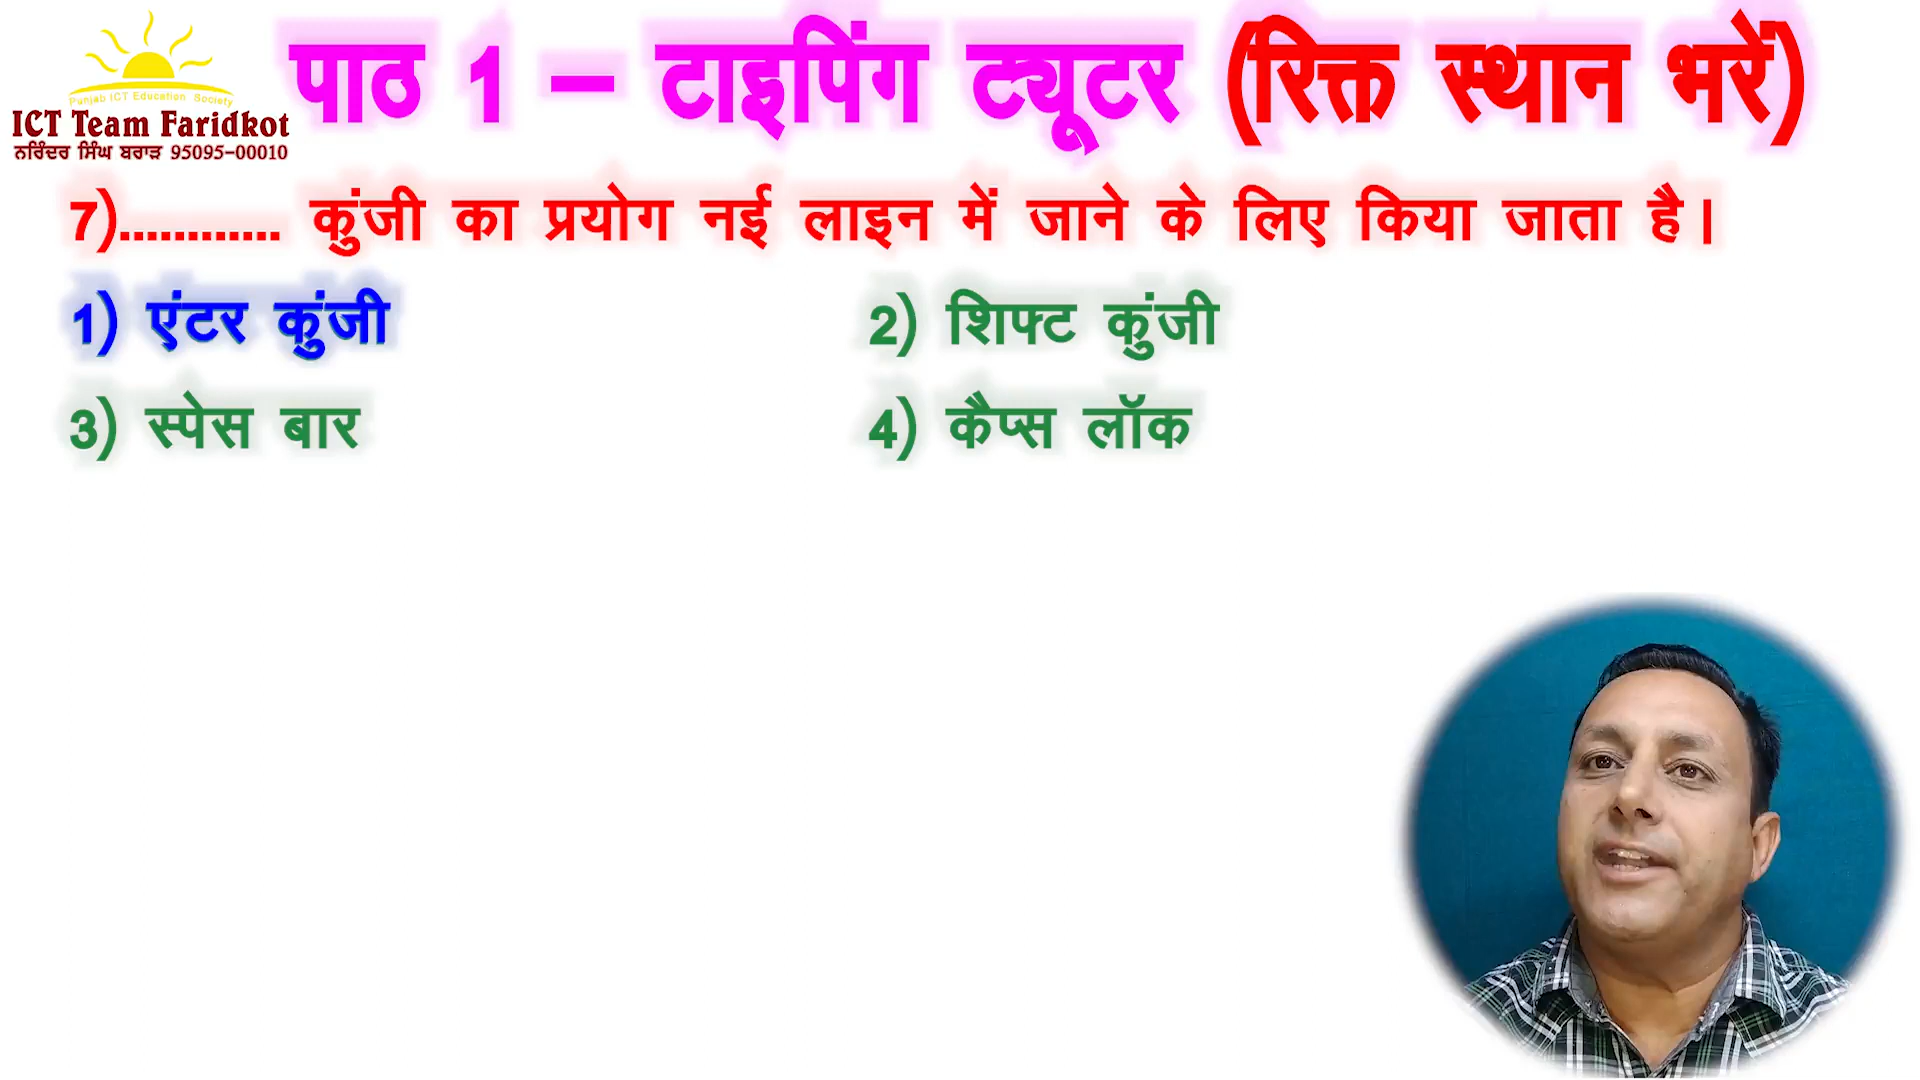 Punjab ICT Education Society
ICT Team Faridkot
ਨਰਿੰਦਰ ਸਿੰਘ ਬਰਾੜ 95095-00010
पाठ 1 – टाइपिंग ट्यूटर (रिक्त स्थान भरें)
7)............ कुंजी का प्रयोग नई लाइन में जाने के लिए किया जाता है।
1) एंटर कुंजी 2) शिफ्ट कुंजी
3) स्पेस बार 4) कैप्स लॉक